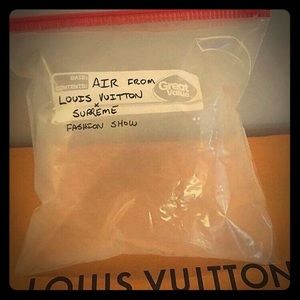 DATE:
CONTENTS: AIR FROM
LOUIS VUITTON
x
SUPREME
FASHION SHOW
Great
Value
LOUIS VUITTON